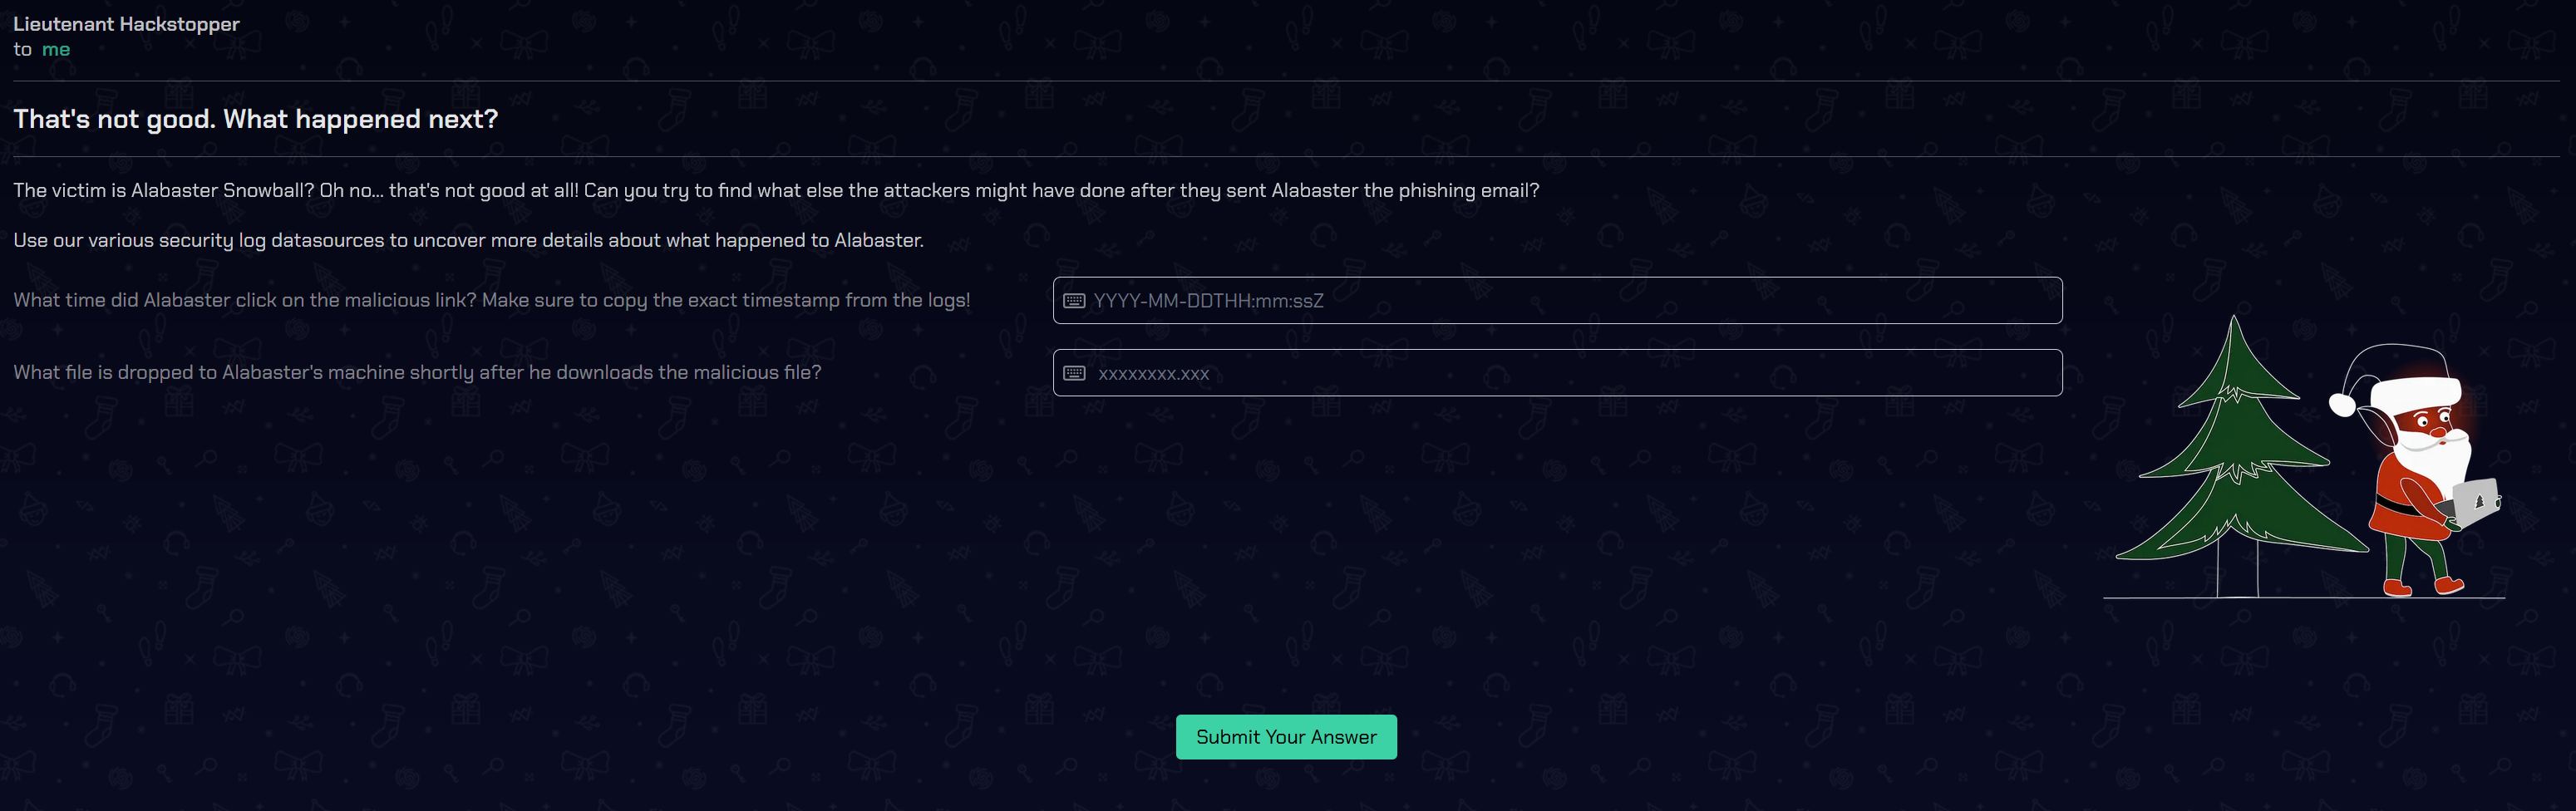 Lieutenant Hackstopper
to me
That's not good. What happened next?
The victim is Alabaster Snowball? Oh no... that's not good at all! Can you try to find what else the attackers might have done after they sent Alabaster the phishing email?
Use our various security log datasources to uncover more details about what happened to Alabaster.
What time did Alabaster click on the malicious link? Make sure to copy the exact timestamp from the logs!
YYYY-MM-DDTHH:mm:ssZ
What file is dropped to Alabaster's machine shortly after he downloads the malicious file?
xxxxxxxx.xxx
Submit Your Answer